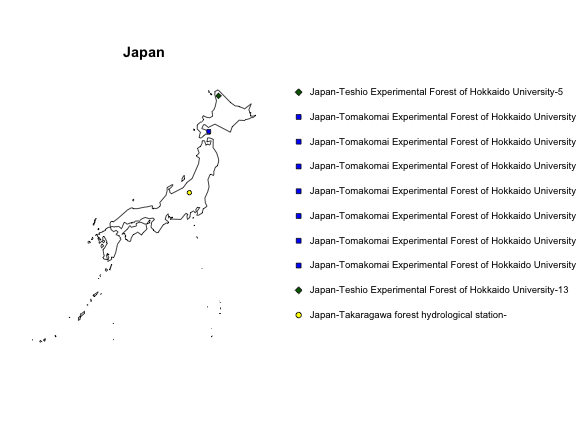 Japan
Japan-Teshio Experimental Forest of Hokkaido University-5
Japan-Tomakomai Experimental Forest of Hokkaido University
Japan-Tomakomai Experimental Forest of Hokkaido University
Japan-Tomakomai Experimental Forest of Hokkaido University
Japan-Tomakomai Experimental Forest of Hokkaido University
Japan-Tomakomai Experimental Forest of Hokkaido University
Japan-Tomakomai Experimental Forest of Hokkaido University
Japan-Tomakomai Experimental Forest of Hokkaido University
Japan-Teshio Experimental Forest of Hokkaido University-13
Japan-Takaragawa forest hydrological station-